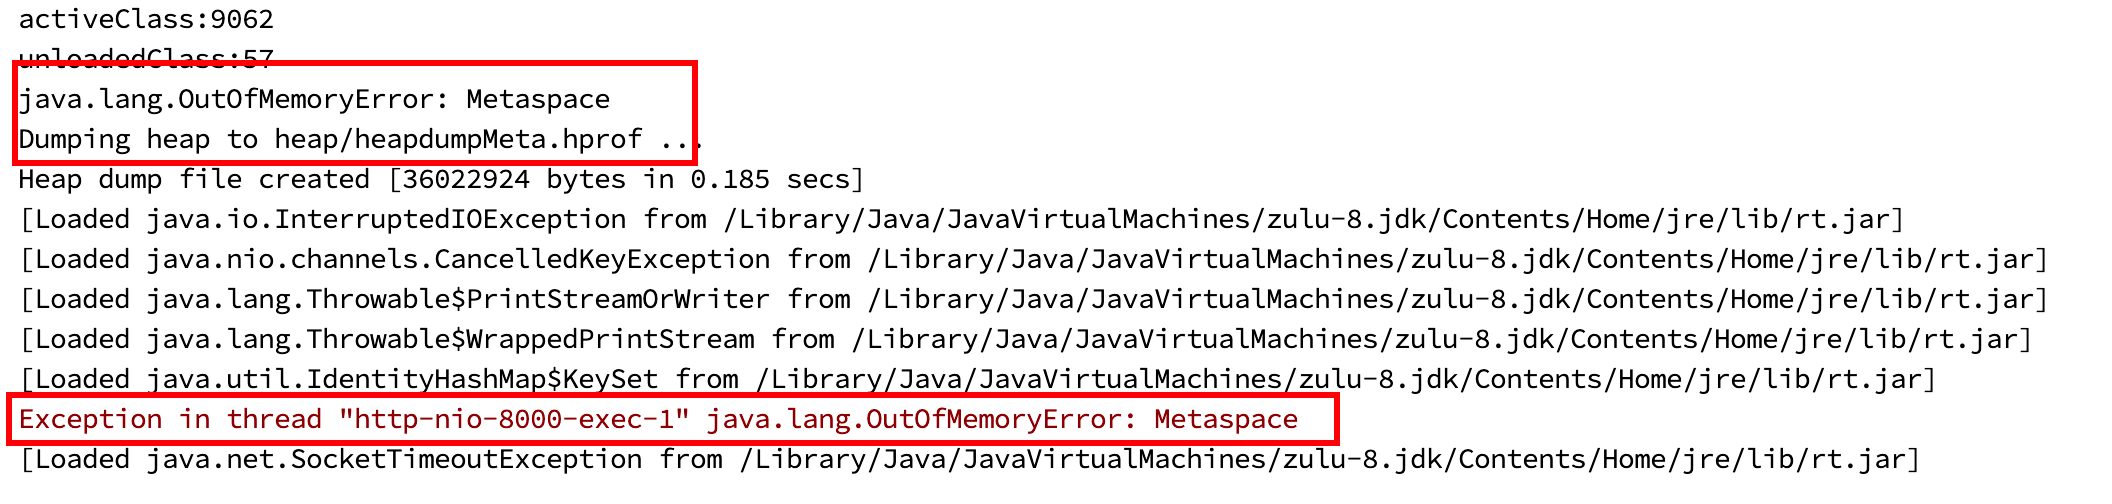 activeClass:9062
unloadedClass:57
java.lang.OutOfMemoryError: Metaspace
Dumping heap to heap/heapdumpMeta.hprof ...
Heap dump file created [36022924 bytes in 0.185 secs]
[Loaded java.io.InterruptedIOException from /Library/Java/JavaVirtualMachines/zulu-8.jdk/Contents/Home/jre/lib/rt.jar]
[Loaded java.nio.channels.CancelledKeyException from /Library/Java/JavaVirtualMachines/zulu-8.jdk/Contents/Home/jre/lib/rt.jar]
[Loaded java.lang.Throwable$PrintStreamOrWriter from /Library/Java/JavaVirtualMachines/zulu-8.jdk/Contents/Home/jre/lib/rt.jar]
[Loaded java.lang.Throwable$WrappedPrintStream from /Library/Java/JavaVirtualMachines/zulu-8.jdk/Contents/Home/jre/lib/rt.jar]
[Loaded java.util.IdentityHashMap$KeySet from /Library/Java/JavaVirtualMachines/zulu-8.jdk/Contents/Home/jre/lib/rt.jar]
Exception in thread "http-nio-8000-exec-1" java.lang.OutOfMemoryError: Metaspace
[Loaded java.net.SocketTimeoutException from /Library/Java/JavaVirtualMachines/zulu-8.jdk/Contents/Home/jre/lib/rt.jar]